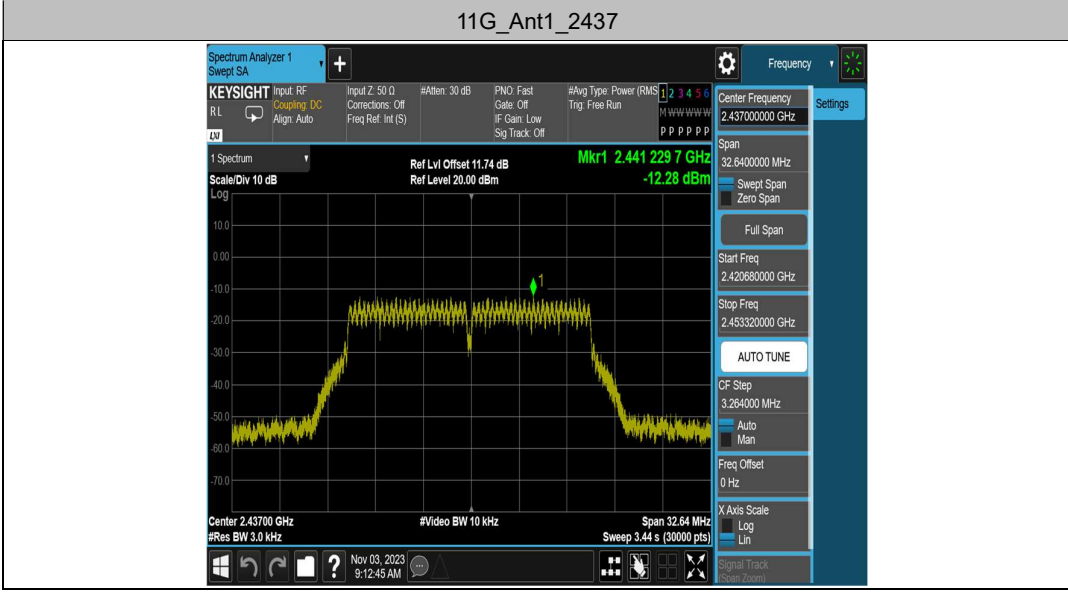 11G_Ant1_2437
Spectrum Analyzer 1
Swept SA
+
Frequency
KEYSIGHT
Input: RF
Input Z: 50 Ω
#Atten: 30 dB
PNO: Fast
#Avg Type: Power (RMS
1 2 3 4 5 6
RL
Coupling: DC
Corrections: Off
Gate: Off
Trig: Free Run
M W W W W W
Align: Auto
Freq Ref: Int (S)
IF Gain: Low
Sig Track: Off
P P P P P P
LXI
1 Spectrum
Ref Lvl Offset 11.74 dB
Mkr1 2.441 229 7 GHz
Scale/Div 10 dB
Ref Level 20.00 dBm
-12.28 dBm
Log
10.0
0.00
-10.0
-20.0
-30.0
-40.0
-50.0
-60.0
-70.0
1
Center 2.43700 GHz
#Video BW 10 kHz
Span 32.64 MHz
#Res BW 3.0 kHz
Sweep 3.44 s (30000 pts)
?
Nov 03, 2023
9:12:45 AM
Center Frequency
2.437000000 GHz
Settings
Span
32.6400000 MHz
Swept Span
Zero Span
Full Span
Start Freq
2.420680000 GHz
Stop Freq
2.453320000 GHz
AUTO TUNE
CF Step
3.264000 MHz
Auto
Man
Freq Offset
0 Hz
X Axis Scale
Log
Lin
Signal Track
(Span Zoom)